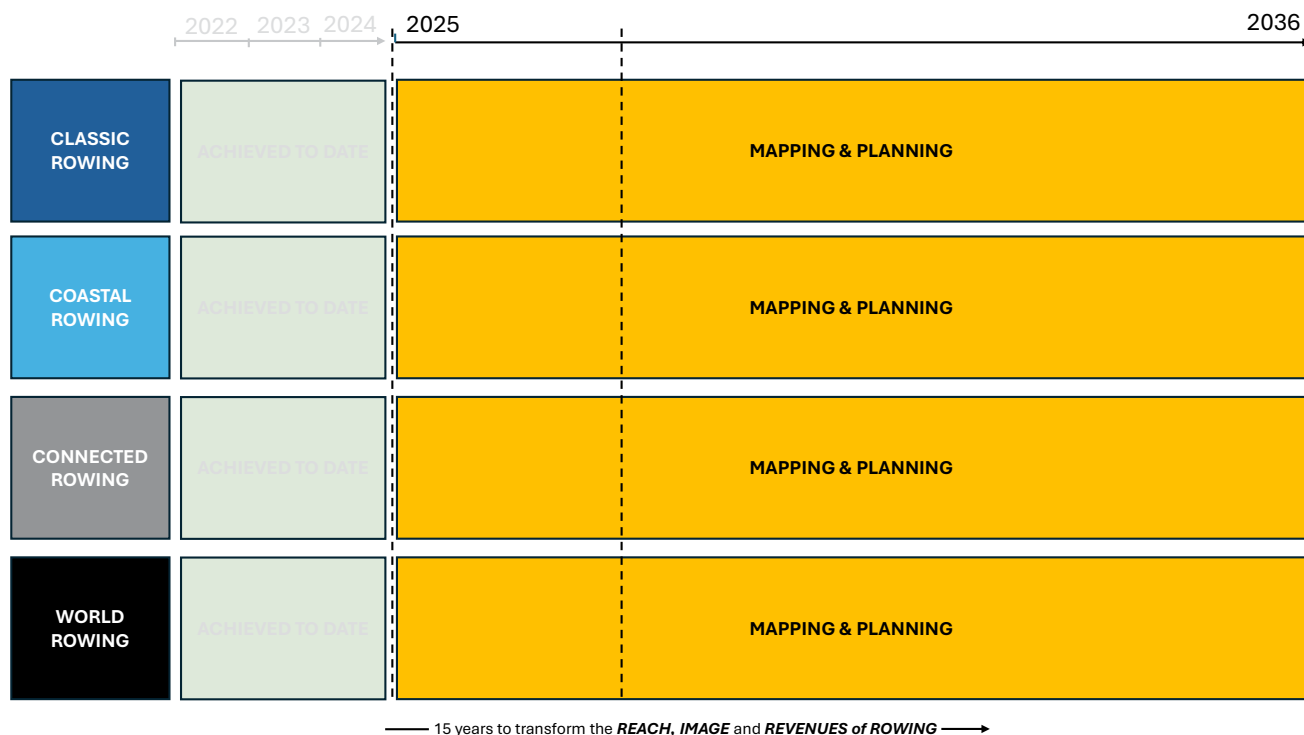 2022 2023 2024 2025 2036
CLASSIC
ROWING
ACHIEVED TO DATE
MAPPING & PLANNING
COASTAL
ROWING
ACHIEVED TO DATE
MAPPING & PLANNING
CONNECTED
ROWING
ACHIEVED TO DATE
MAPPING & PLANNING
WORLD
ROWING
ACHIEVED TO DATE
MAPPING & PLANNING
15 years to transform the REACH, IMAGE and REVENUES of ROWING